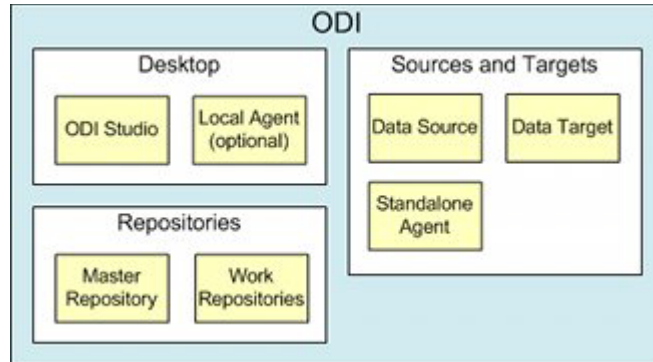 ODI
Desktop
ODI Studio
Local Agent
(optional)
Sources and Targets
Data Source
Data Target
Standalone
Agent
Repositories
Master
Repository
Work
Repositories